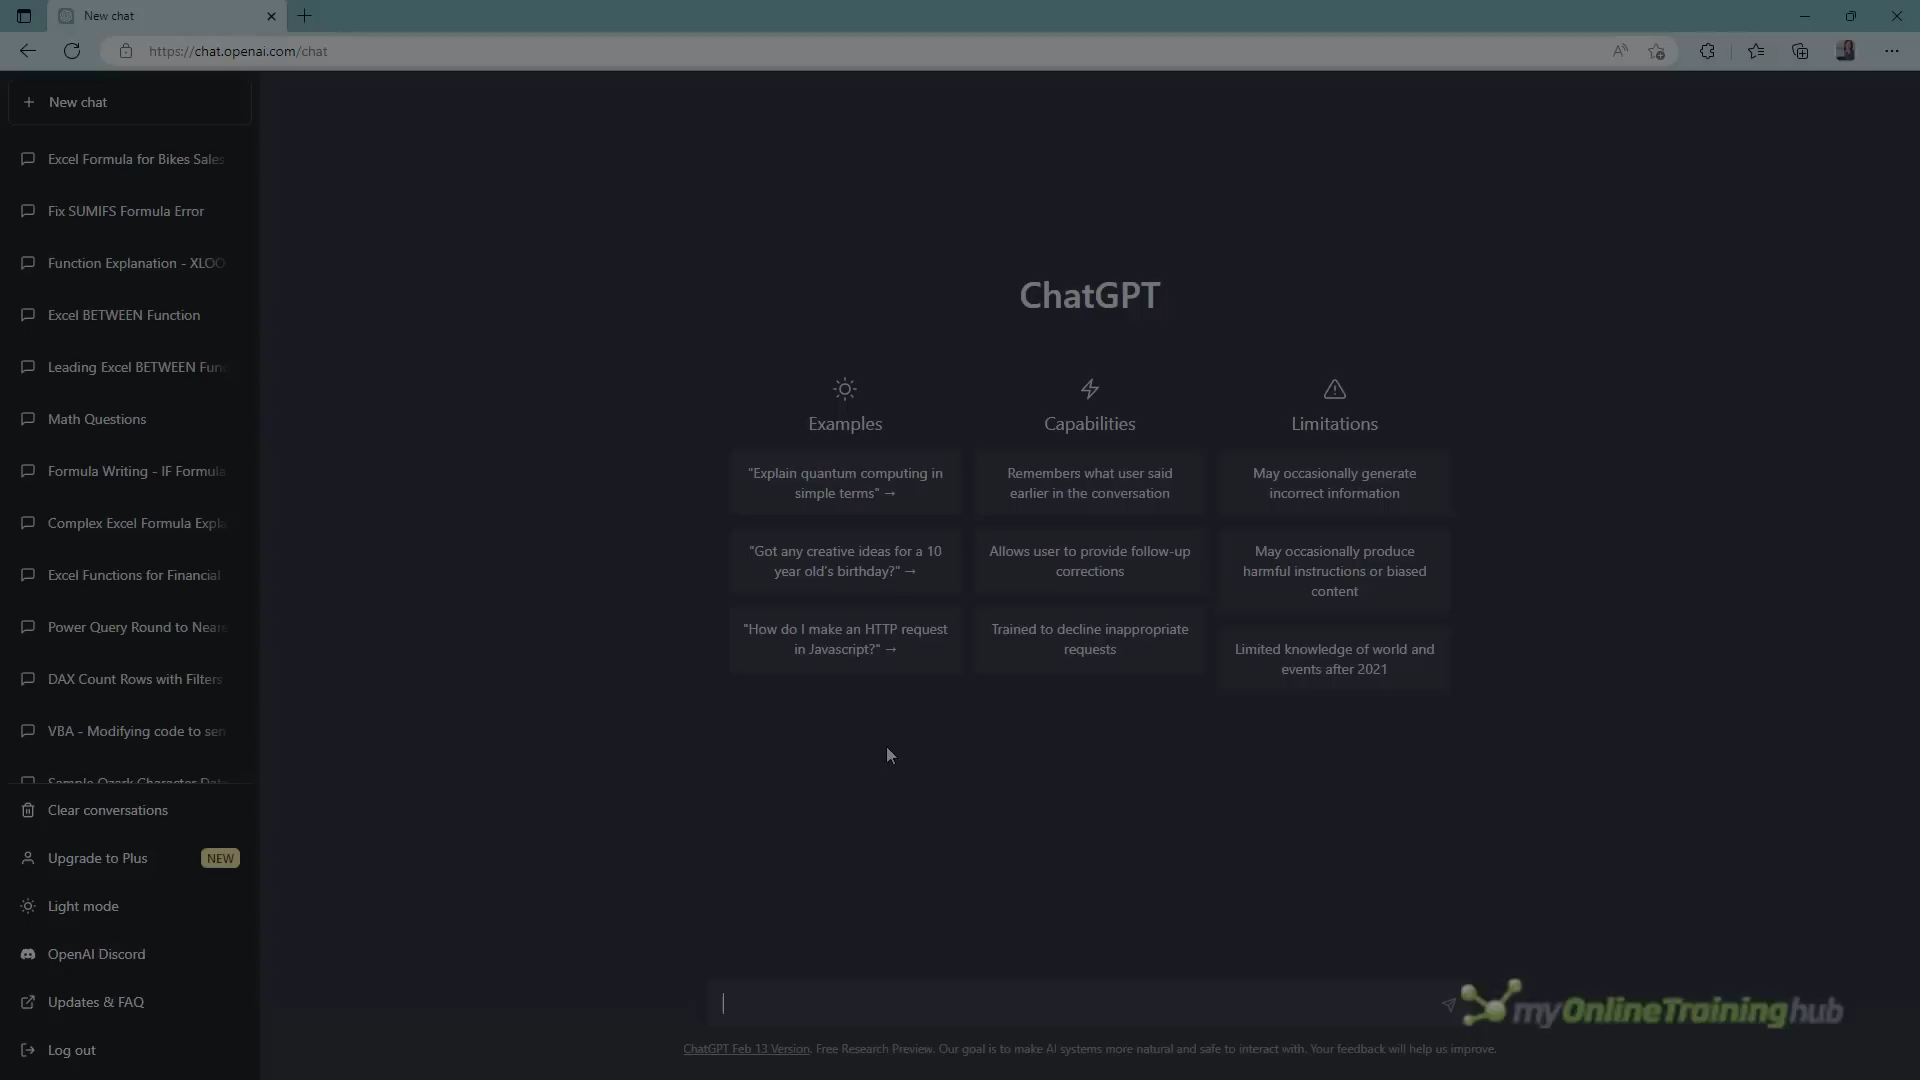 New chat
https://chat.openai.com/chat
New chat
Excel Formula for Bikes Sales
Fix SUMIFS Formula Error
Function Explanation - XLOO
Excel BETWEEN Function
Leading Excel BETWEEN Fun
Math Questions
Formula Writing - IF Formula
Complex Excel Formula Expla
Excel Functions for Financial
Power Query Round to Neare
DAX Count Rows with Filters
VBA - Modifying code to sen
Sample Ozark Character Data
Clear conversations
Upgrade to Plus NEW
Light mode
OpenAI Discord
Updates & FAQ
Log out
ChatGPT
Examples
"Explain quantum computing in
simple terms" →
"Got any creative ideas for a 10
year old's birthday?" →
"How do I make an HTTP request
in Javascript?" →
Capabilities
Remembers what user said
earlier in the conversation
Allows user to provide follow-up
corrections
Trained to decline inappropriate
requests
Limitations
May occasionally generate
incorrect information
May occasionally produce
harmful instructions or biased
content
Limited knowledge of world and
events after 2021
myOnlineTraininghub
ChatGPT Feb 13 Version. Free Research Preview. Our goal is to make AI systems more natural and safe to interact with. Your feedback will help us improve.